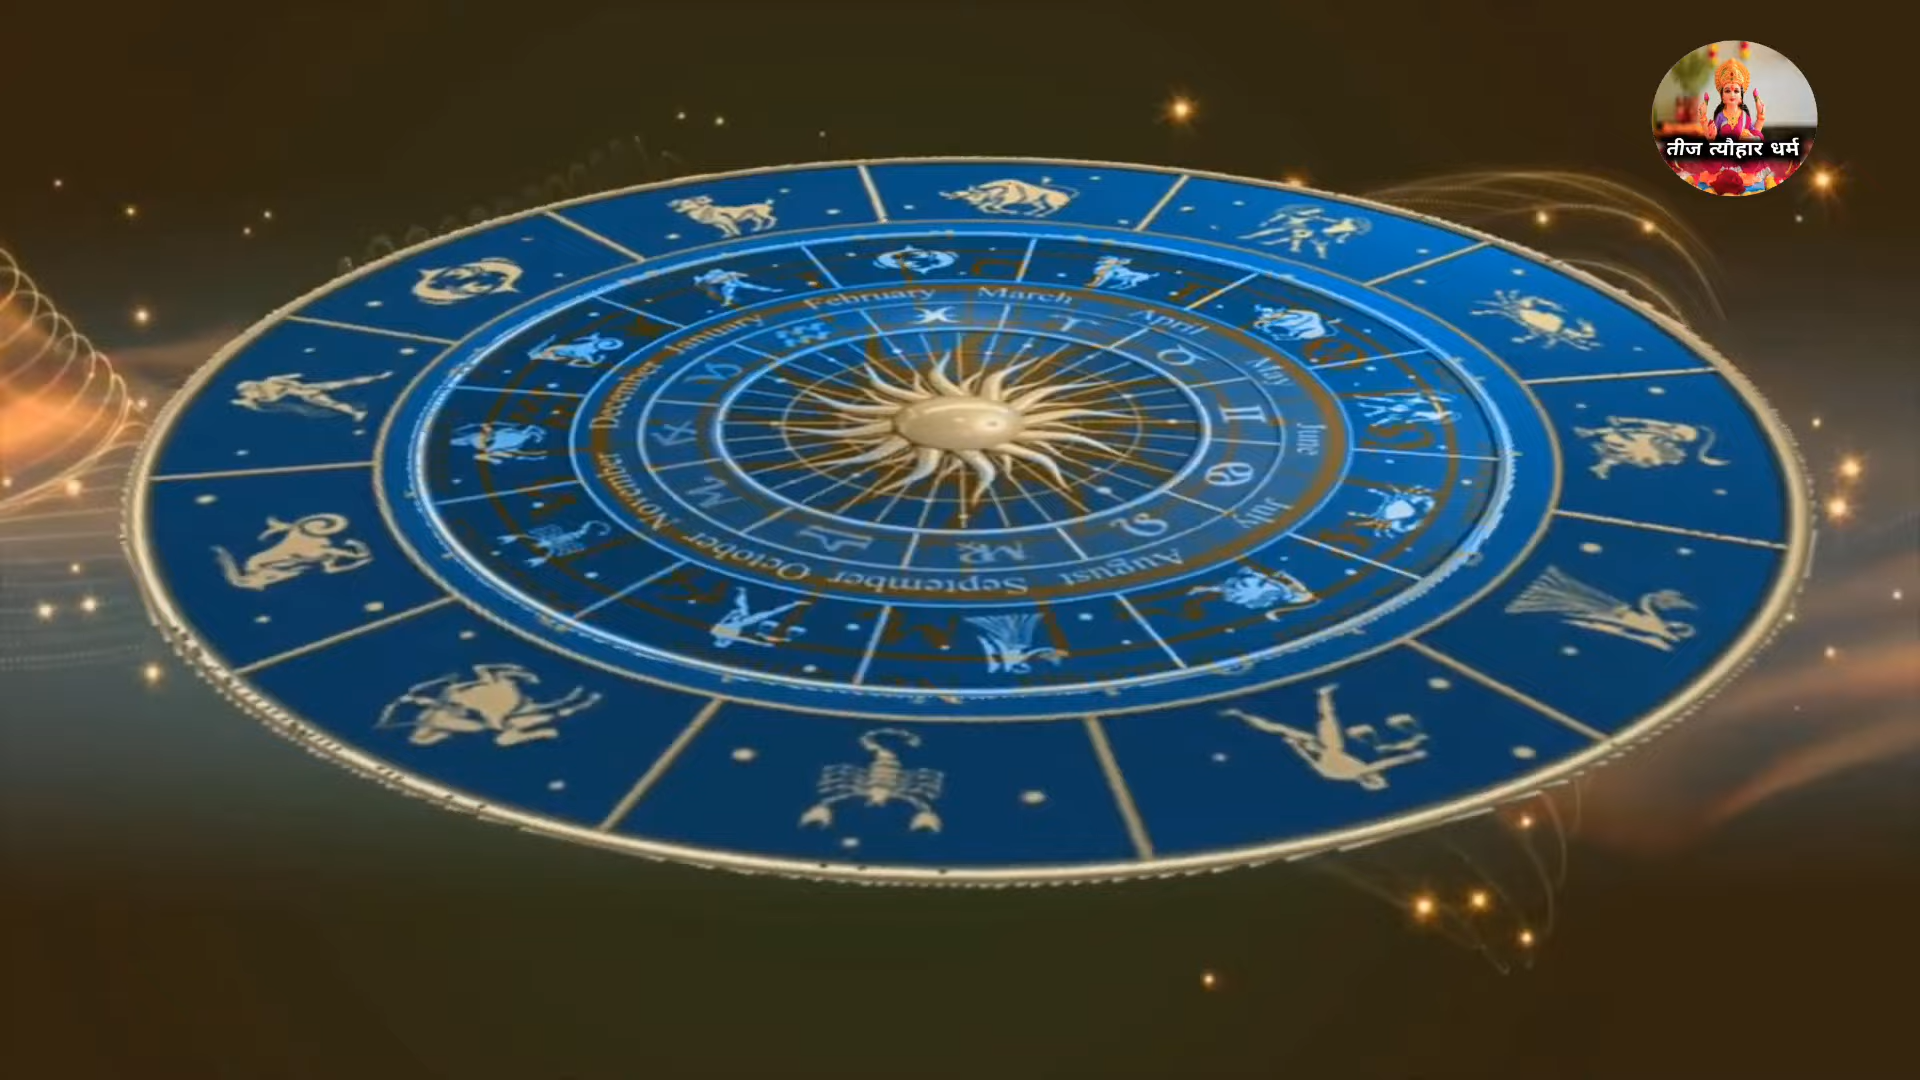 तीज त्यौहार धर्म
January
February
March
April
May
June
July
August
September
October
November
December